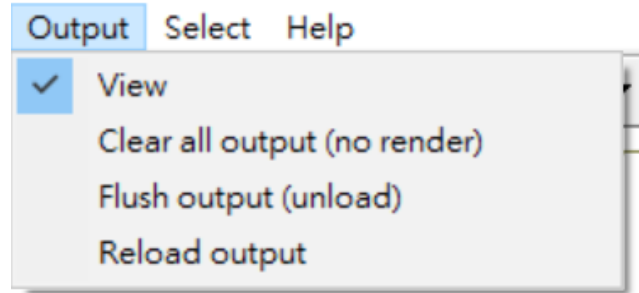 Output Select Help
View
Clear all output (no render)
Flush output (unload)
Reload output